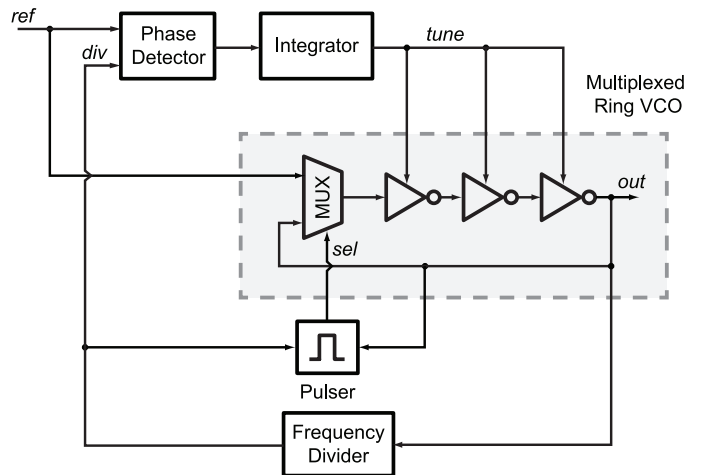 ref
Phase
Detector
div
Integrator
tune
Multiplexed
Ring VCO
MUX
out
sel
Pulser
Frequency
Divider